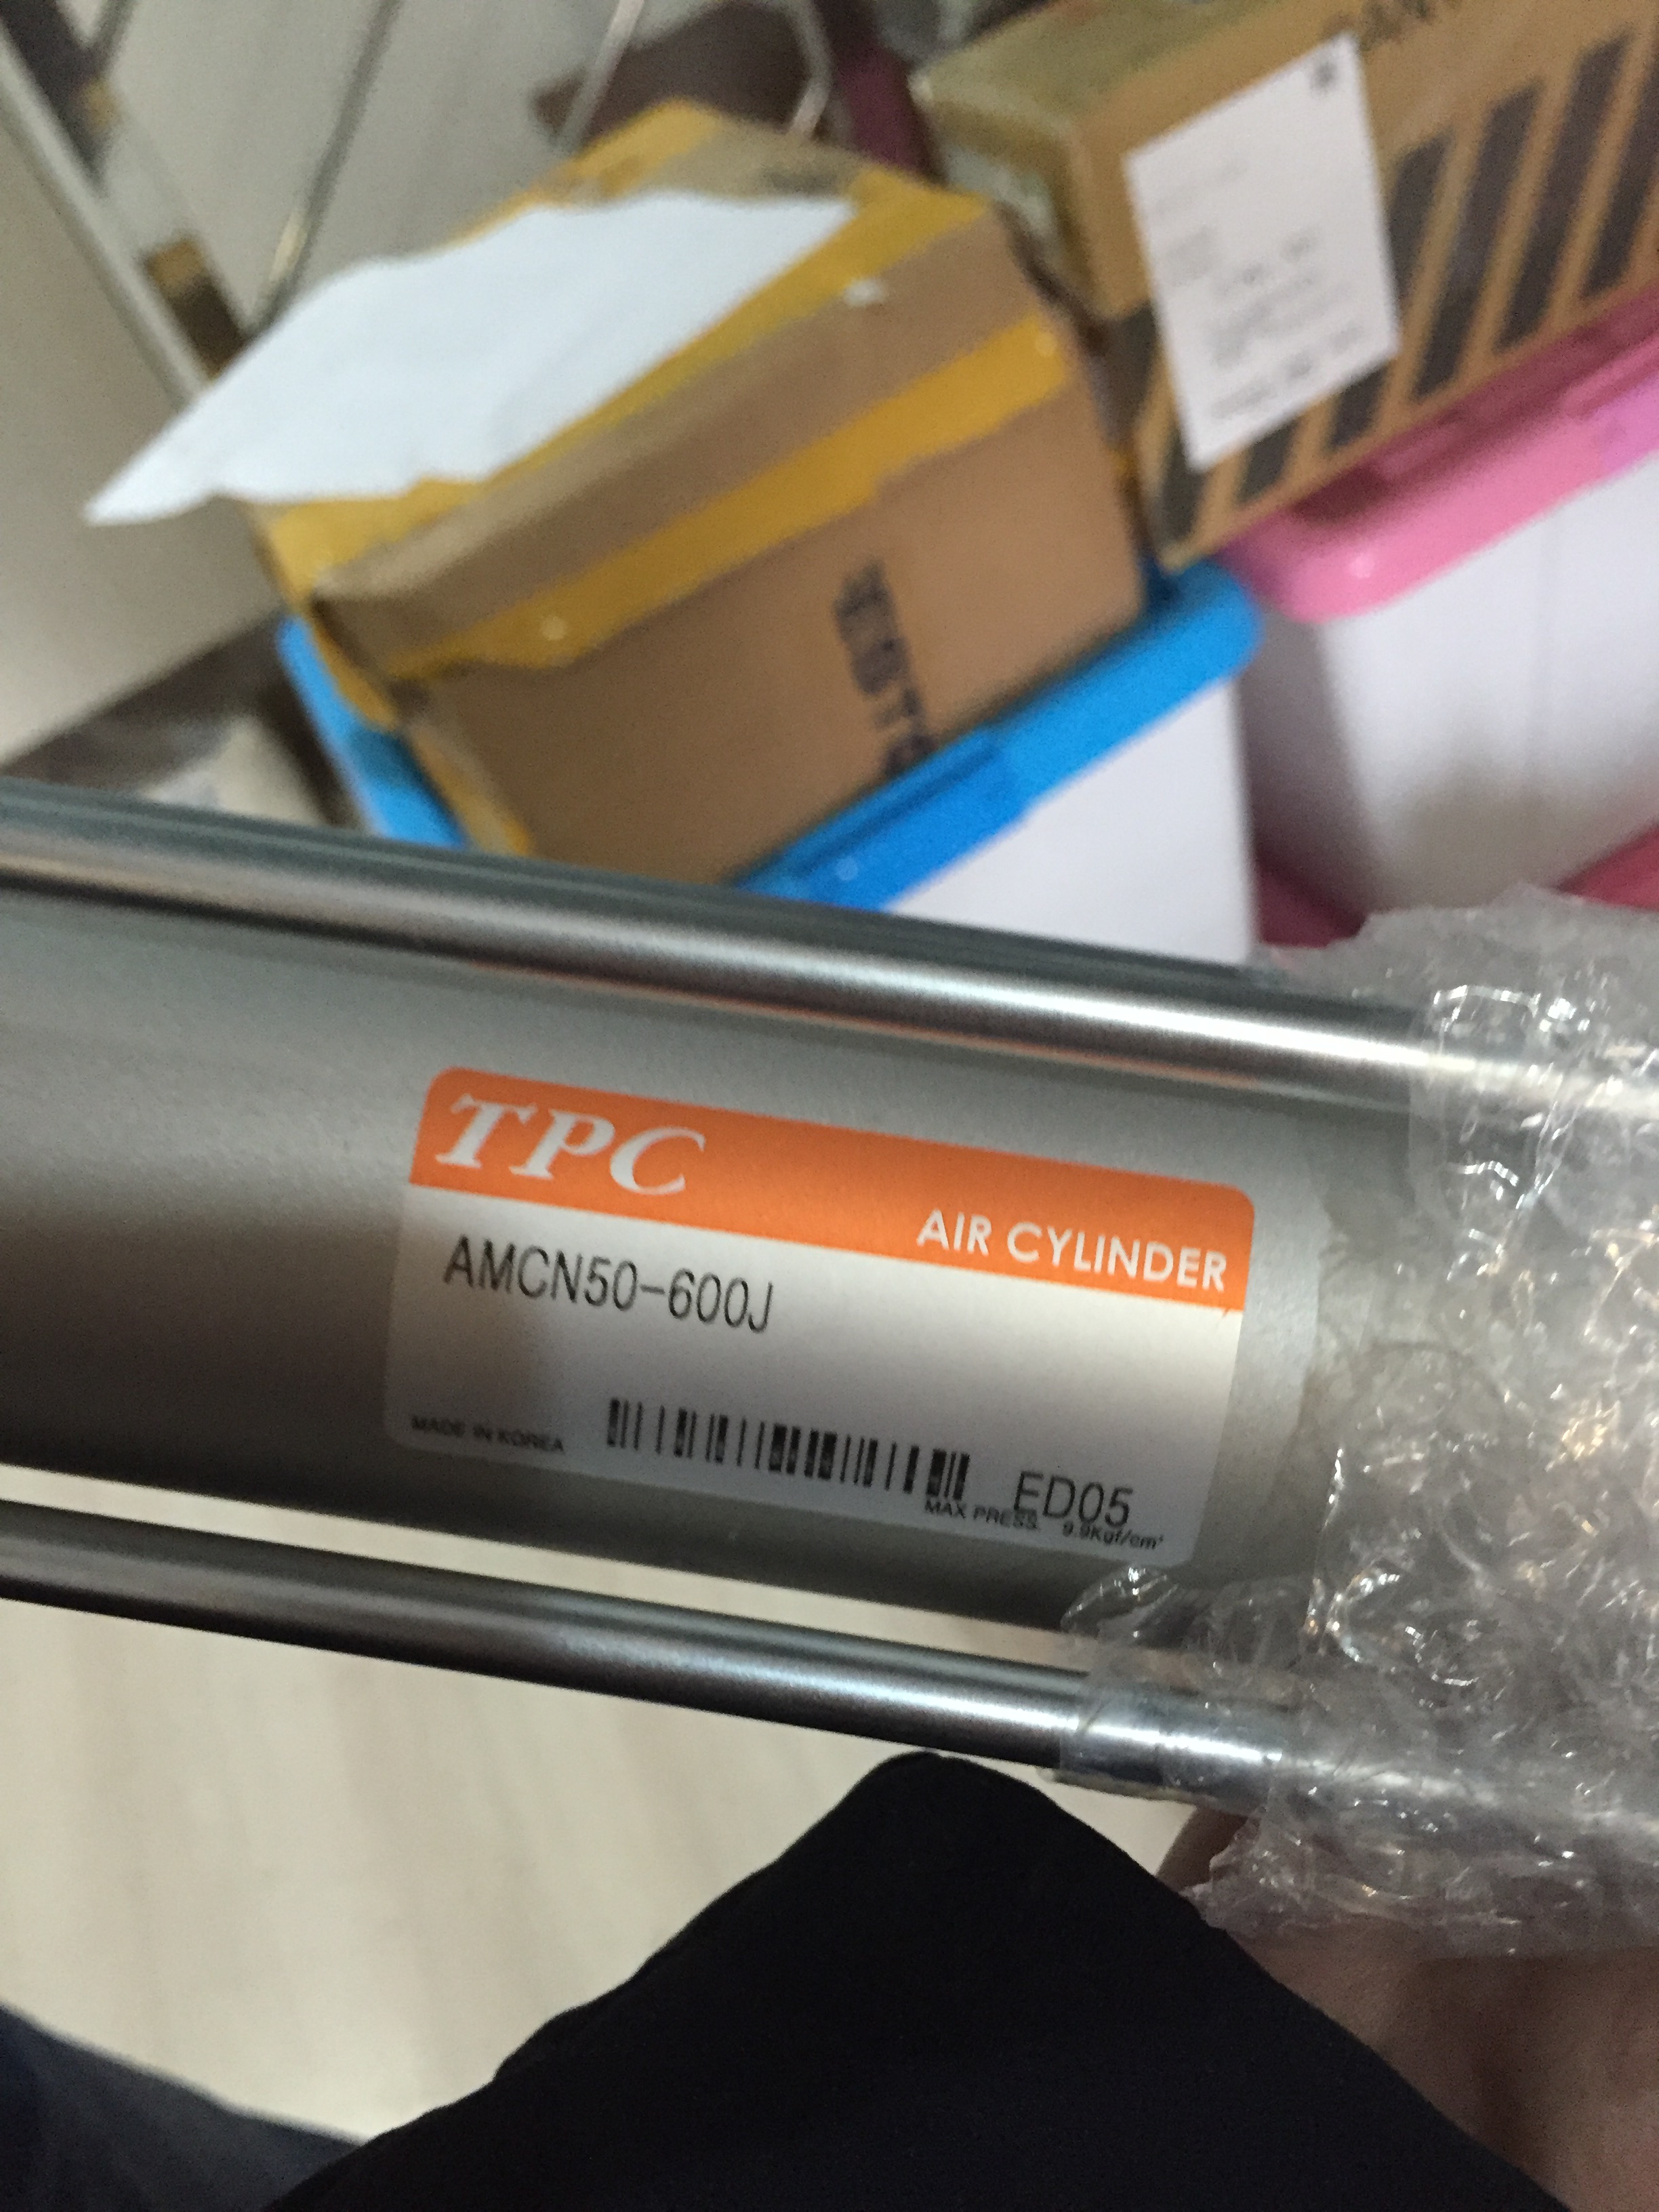 TPC
AIR CYLINDER
AMCN50-600J
MADE IN KOREA
ED05
MAX PRESS. 9.9Kgf/cm²